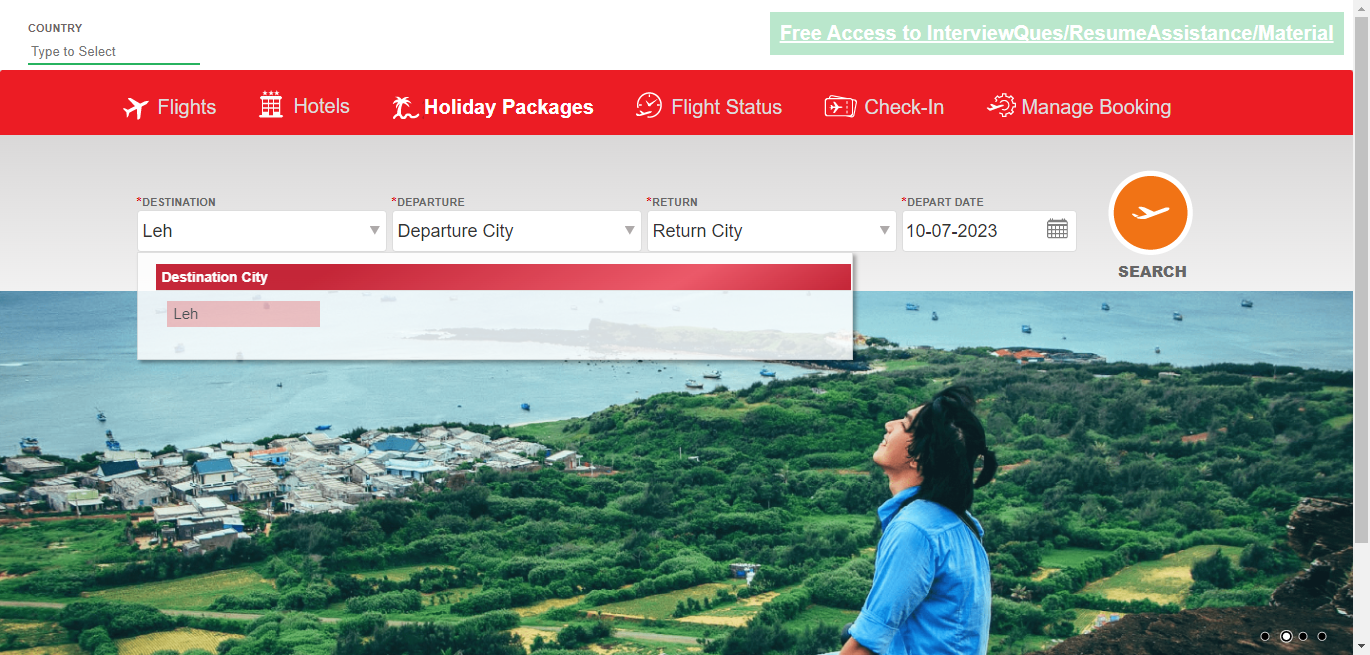 COUNTRY
Type to Select
Free Access to InterviewQues/ResumeAssistance/Material
Flights
Hotels
Holiday Packages
Flight Status
Check-In
Manage Booking
*DESTINATION
*DEPARTURE
*RETURN
*DEPART DATE
Leh
Departure City
Return City
10-07-2023
SEARCH
Destination City
Leh